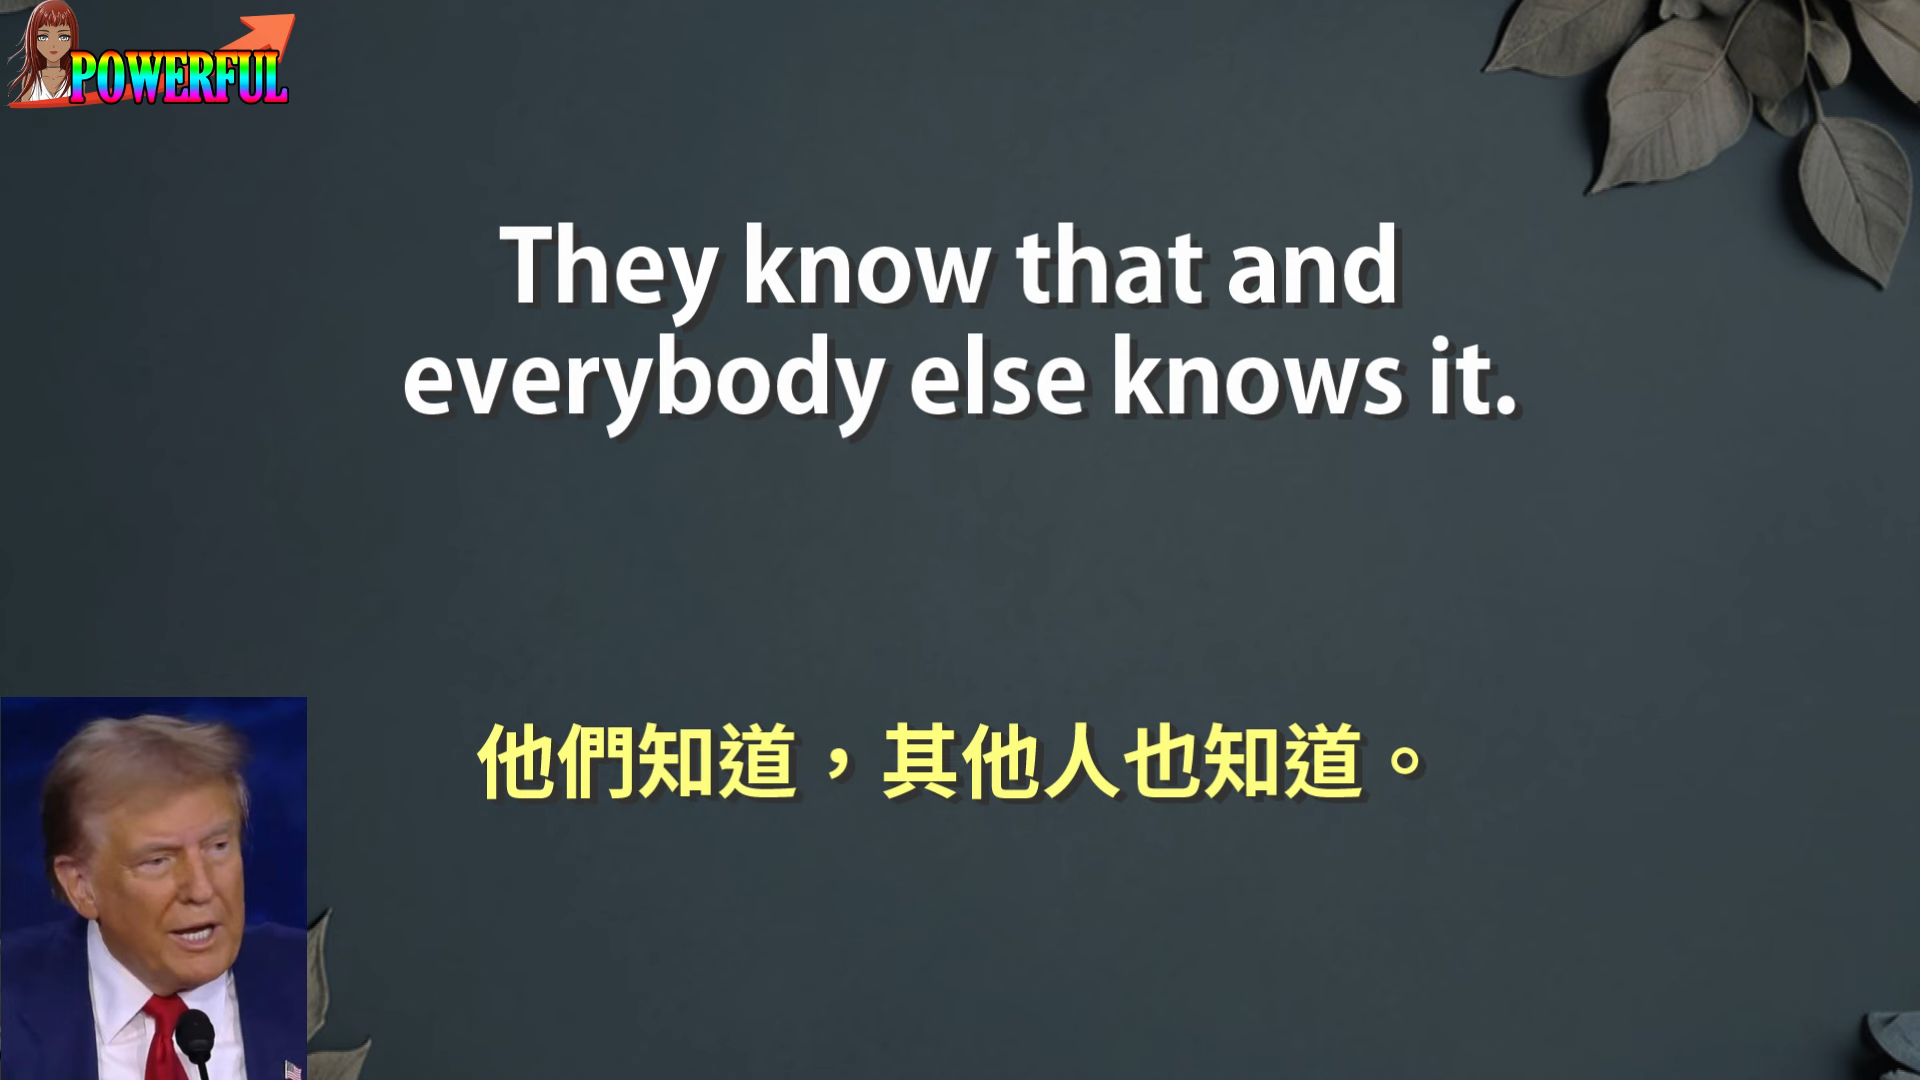 POWERFUL
They know that and
everybody else knows it.
他們知道，其他人也知道。